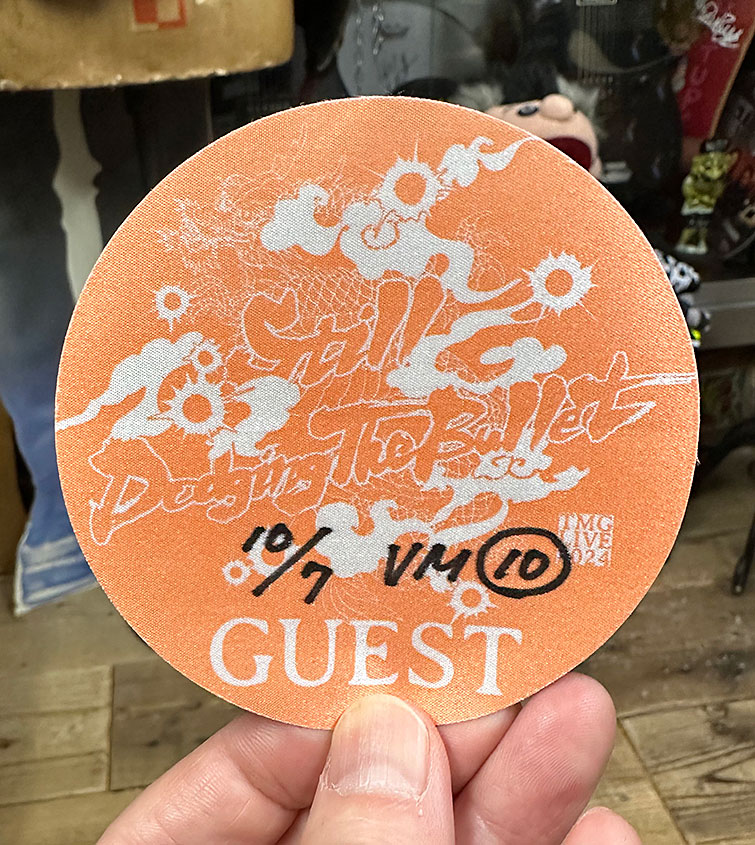 Still
Dodging The Bullet
TMG
LIVE
2024
10/7 VM 10
GUEST